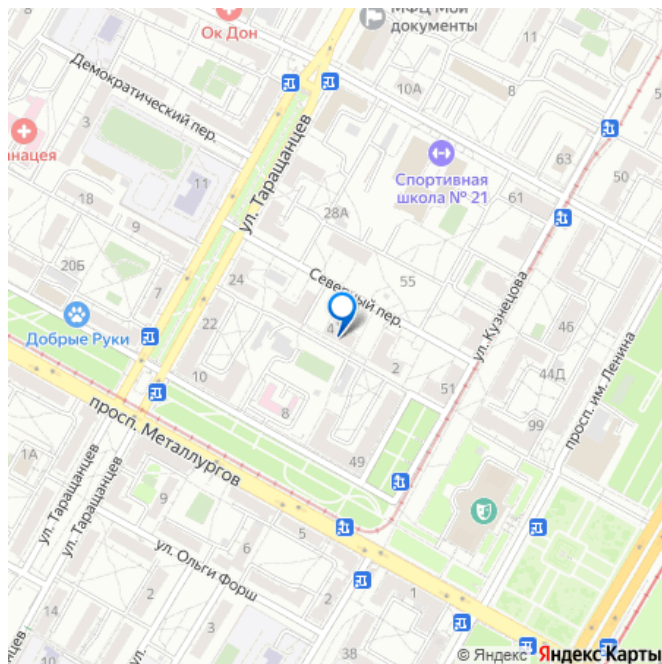 МФЦ Мои
документы
Ок Дон
Демократический пер.
10А
8
ул. Таращанцев
3
63
50
Спортивная
школа № 21
11
61
18
28А
9
Северный пер.
55
20Б
24
ул. Кузнецова
46
Добрые Руки
22
просп. им. Ленина
2
10
51
44Д
8
99
просп. Металлургов
49
1А
ул. Таращанцев
ул. Таращанцев
9
6
5
ул. Ольги Форш
2
1
3
38
14
10
ул.
© Яндекс Яндекс Карты